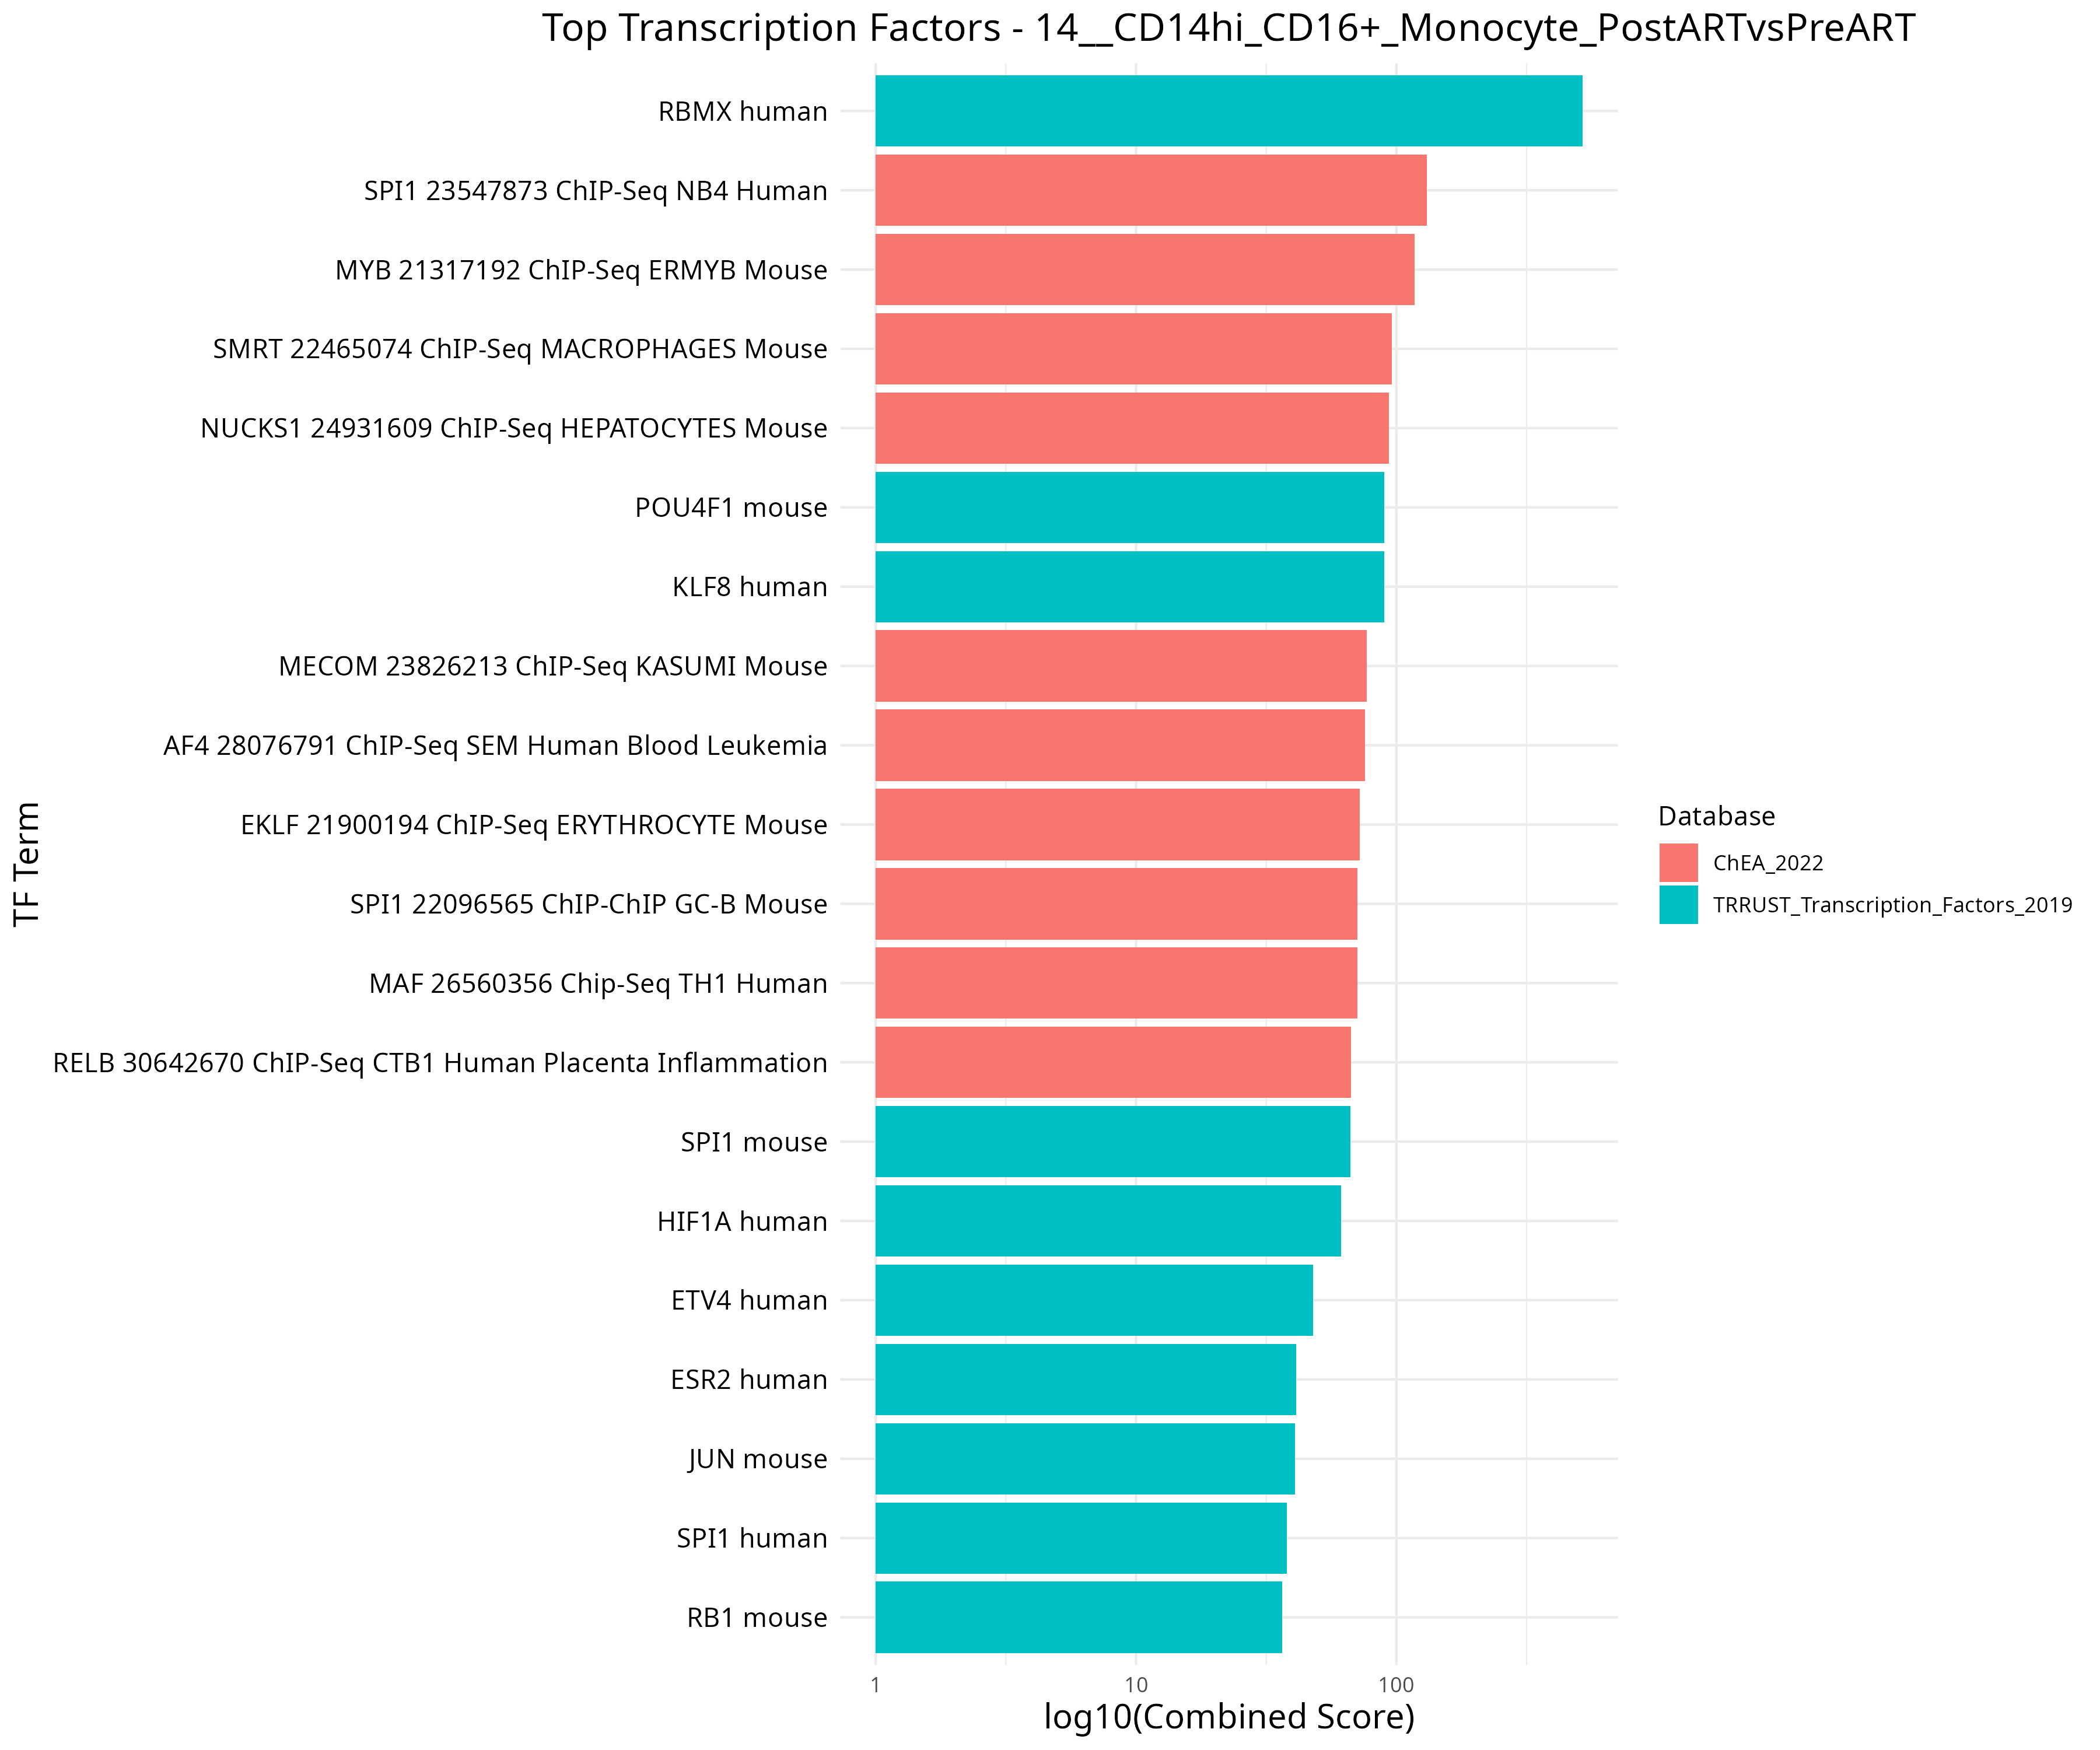 Top Transcription Factors - 14__CD14hi_CD16+_Monocyte_PostARTvsPreART
TF Term
RBMX human
SPI1 23547873 ChIP-Seq NB4 Human
MYB 21317192 ChIP-Seq ERMYB Mouse
SMRT 22465074 ChIP-Seq MACROPHAGES Mouse
NUCKS1 24931609 ChIP-Seq HEPATOCYTES Mouse
POU4F1 mouse
KLF8 human
MECOM 23826213 ChIP-Seq KASUMI Mouse
AF4 28076791 ChIP-Seq SEM Human Blood Leukemia
EKLF 21900194 ChIP-Seq ERYTHROCYTE Mouse
SPI1 22096565 ChIP-ChIP GC-B Mouse
MAF 26560356 Chip-Seq TH1 Human
RELB 30642670 ChIP-Seq CTB1 Human Placenta Inflammation
SPI1 mouse
HIF1A human
ETV4 human
ESR2 human
JUN mouse
SPI1 human
RB1 mouse
1 10 100
log10(Combined Score)
Database
ChEA_2022
TRRUST_Transcription_Factors_2019